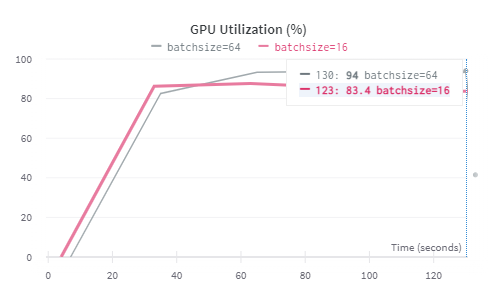 GPU Utilization (%)
batchsize=64 batchsize=16
100
130: 94 batchsize=64
123: 83.4 batchsize=16
80
60
40
20
Time (seconds)
0
0 20 40 60 80 100 120